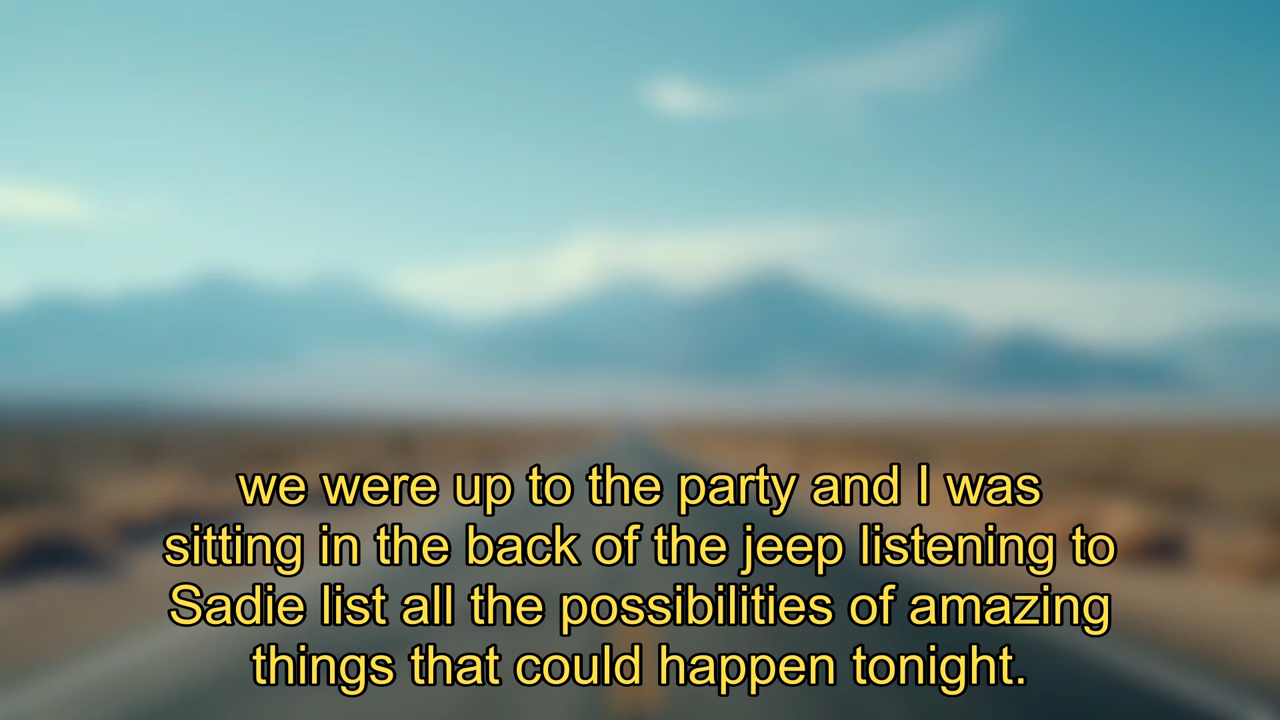 we were up to the party and I was
sitting in the back of the jeep listening to
Sadie list all the possibilities of amazing
things that could happen tonight.